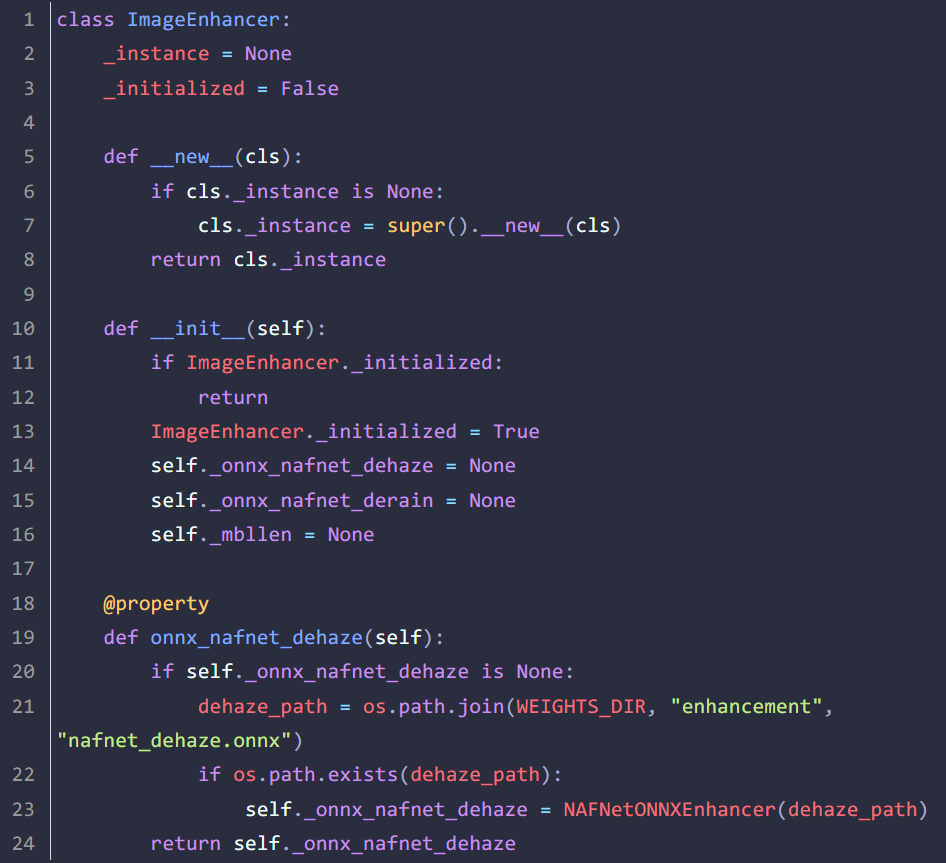 1 class ImageEnhancer:
2     _instance = None
3     _initialized = False
4
5     def __new__(cls):
6         if cls._instance is None:
7             cls._instance = super().__new__(cls)
8         return cls._instance
9
10     def __init__(self):
11         if ImageEnhancer._initialized:
12             return
13         ImageEnhancer._initialized = True
14         self._onnx_nafnet_dehaze = None
15         self._onnx_nafnet_derain = None
16         self._mbllen = None
17
18     @property
19     def onnx_nafnet_dehaze(self):
20         if self._onnx_nafnet_dehaze is None:
21             dehaze_path = os.path.join(WEIGHTS_DIR, "enhancement",
"nafnet_dehaze.onnx")
22             if os.path.exists(dehaze_path):
23                 self._onnx_nafnet_dehaze = NAFNetONNXEnhancer(dehaze_path)
24         return self._onnx_nafnet_dehaze